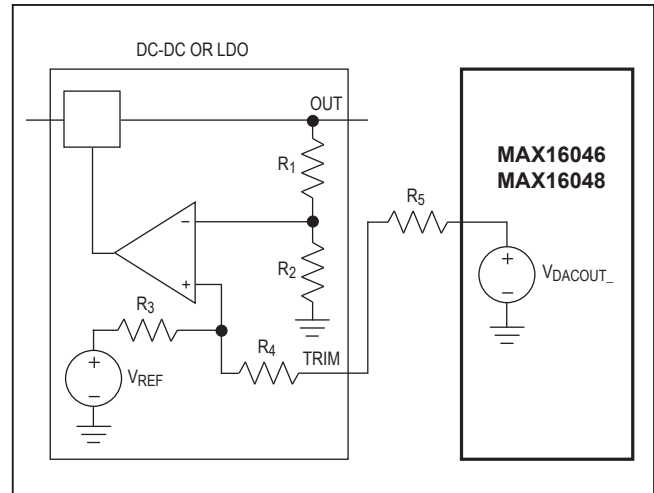 DC-DC OR LDO
OUT
R1
MAX16046
MAX16048
R5
−
R2
+
VDACOUT_
+
−
R3
R4
TRIM
+
VREF
−